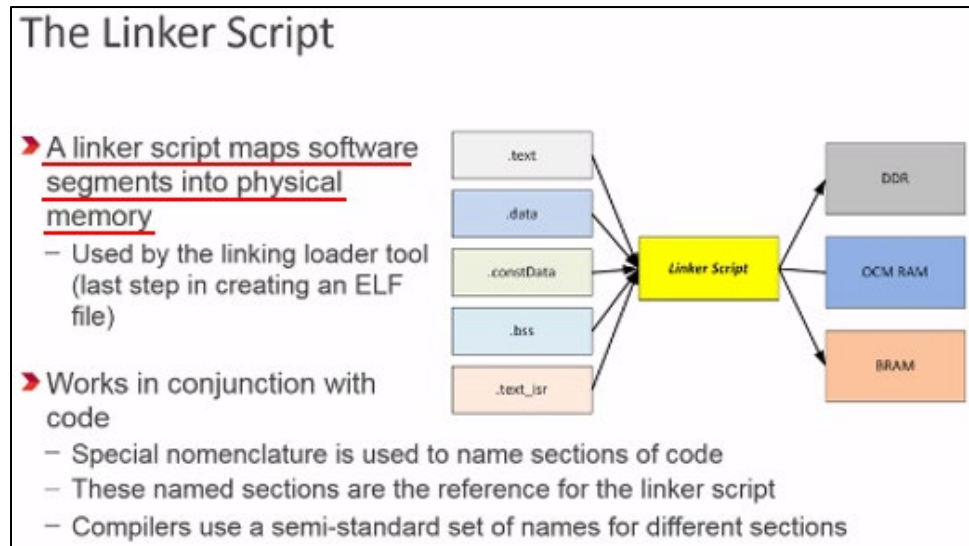 The Linker Script
A linker script maps software
segments into physical
memory
– Used by the linking loader tool
(last step in creating an ELF
file)
Works in conjunction with
code
– Special nomenclature is used to name sections of code
– These named sections are the reference for the linker script
– Compilers use a semi-standard set of names for different sections
.text
.data
.constData
.bss
.text_isr
Linker Script
DDR
OCM RAM
BRAM